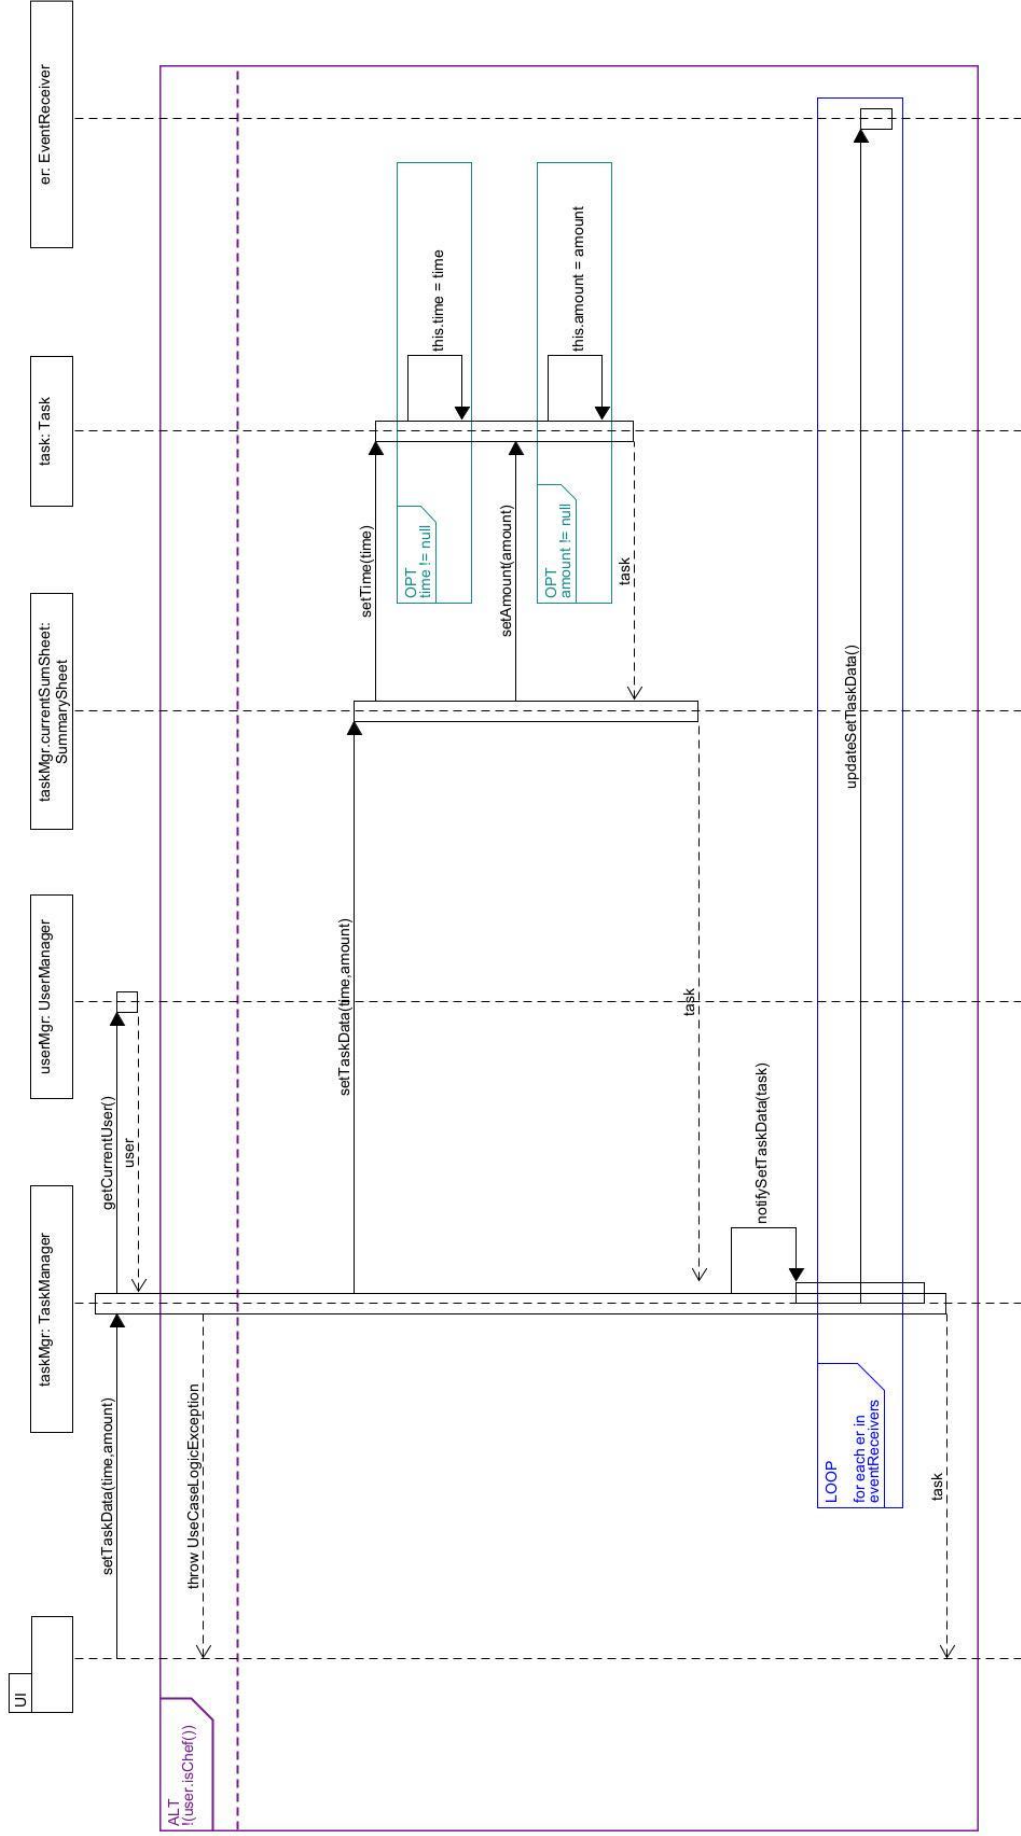 UI
taskMgr: TaskManager
userMgr: UserManager
taskMgr.currentSumSheet:
SummarySheet
task: Task
er: EventReceiver
setTaskData(time,amount)
getCurrentUser()
user
ALT
!(user.isChef())
throw UseCaseLogicException
setTaskData(time,amount)
setTime(time)
OPT
time != null
this.time = time
setAmount(amount)
OPT
amount != null
this.amount = amount
task
task
notifySetTaskData(task)
LOOP
for each er in
eventReceivers
updateSetTaskData()
task